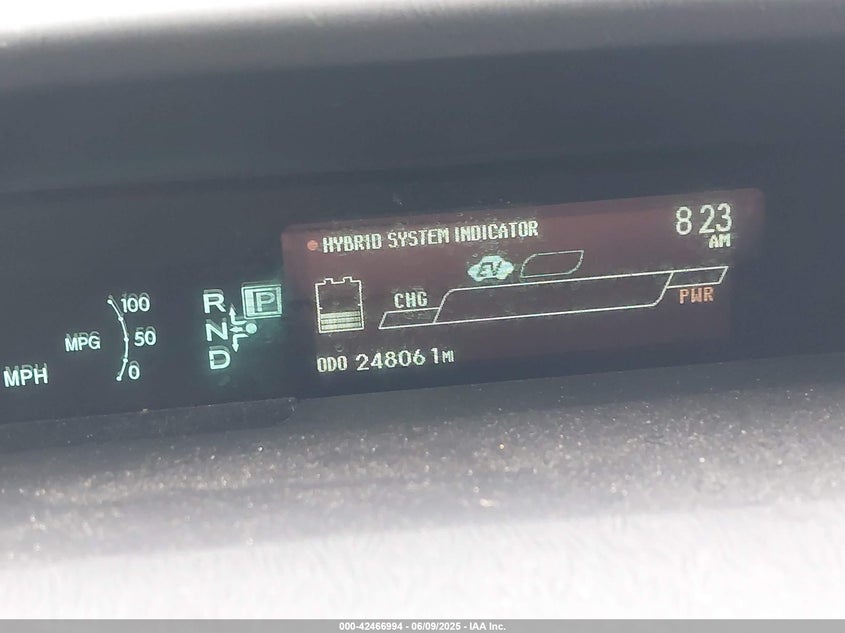 HYBRID SYSTEM INDICATOR
8 23
AM
EV
CHG
PWR
ODO 248061 MI
100
MPG 50
0
MPH
R P
N
D
000-42466994 - 06/09/2025 - IAA Inc.